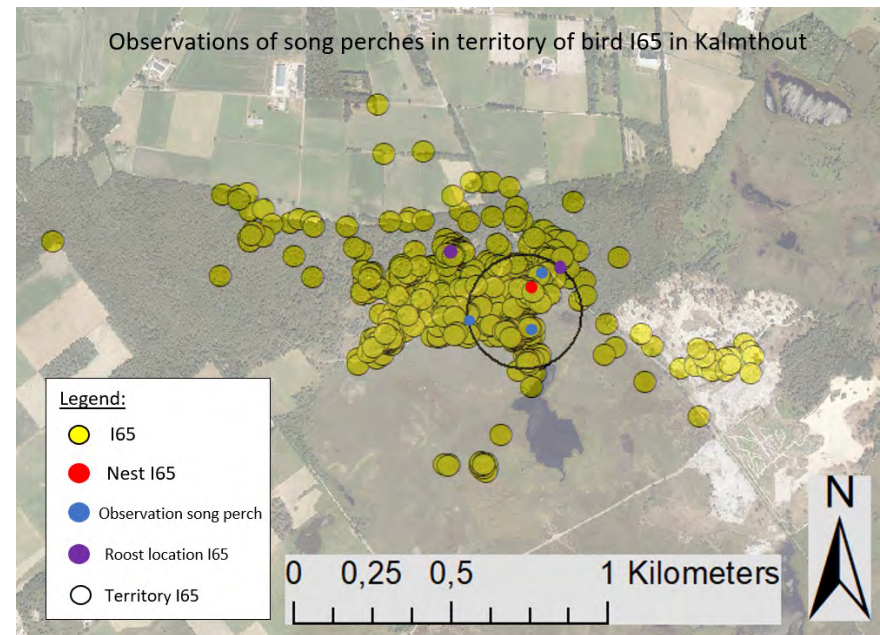 Observations of song perches in territory of bird I65 in Kalmthout
Legend:
I65
Nest I65
Observation song perch
Roost location I65
Territory I65
0 0,25 0,5 1 Kilometers
N